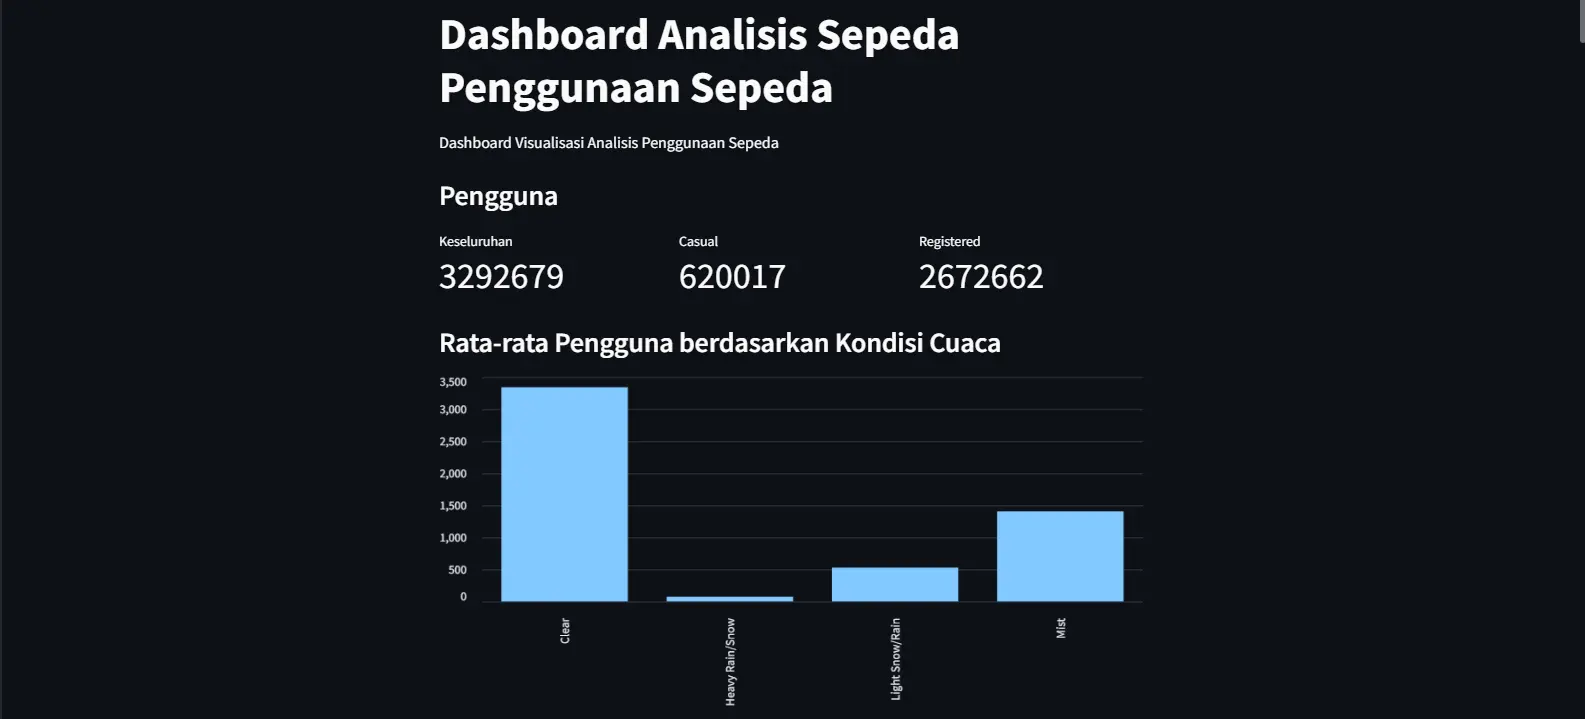 Dashboard Analisis Sepeda
Penggunaan Sepeda
Dashboard Visualisasi Analisis Penggunaan Sepeda
Pengguna
Keseluruhan
Casual
Registered
3292679
620017
2672662
Rata-rata Pengguna berdasarkan Kondisi Cuaca
3,500
3,000
2,500
2,000
1,500
1,000
500
0
Clear
Heavy Rain/Snow
Light Snow/Rain
Mist